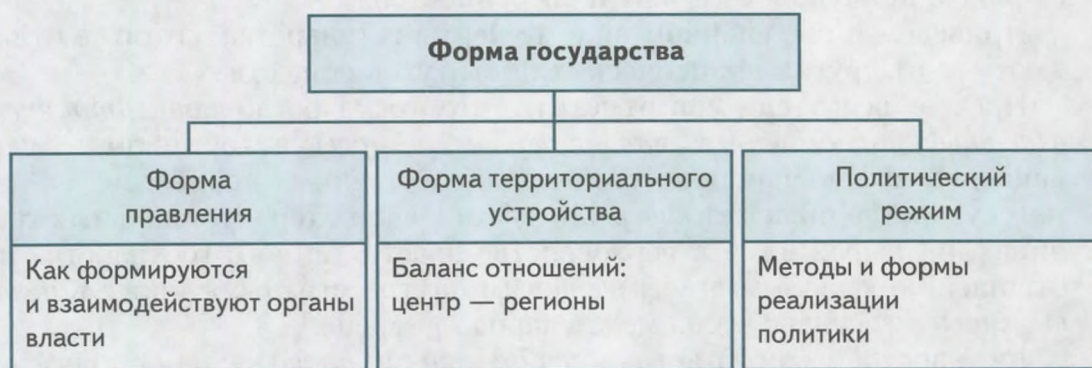 Форма государства
Форма
правления
Как формируются
и взаимодействуют органы
власти
Форма территориального
устройства
Баланс отношений:
центр — регионы
Политический
режим
Методы и формы
реализации
политики